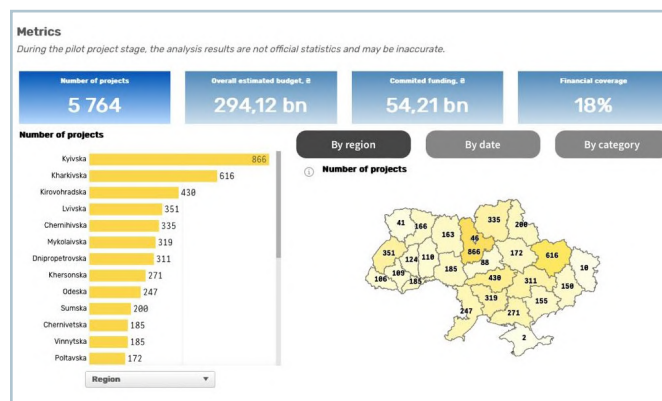 Metrics
During the pilot project stage, the analysis results are not official statistics and may be inaccurate.
Number of projects
5 764
Overall estimated budget, ₴
294,12 bn
Commited funding, ₴
54,21 bn
Financial coverage
18%
Number of projects
Kyivska 866
Kharkivska 616
Kirovohradska 430
Lvivska 351
Chernihivska 335
Mykolaivska 319
Dnipropetrovska 311
Khersonska 271
Odeska 247
Sumska 200
Chernivetska 185
Vinnytska 185
Poltavska 172
Region
By region
By date
By category
Number of projects
41
166
163
46
335
200
351
124
110
866
88
172
616
10
106
109
185
185
430
311
150
319
155
247
271
2